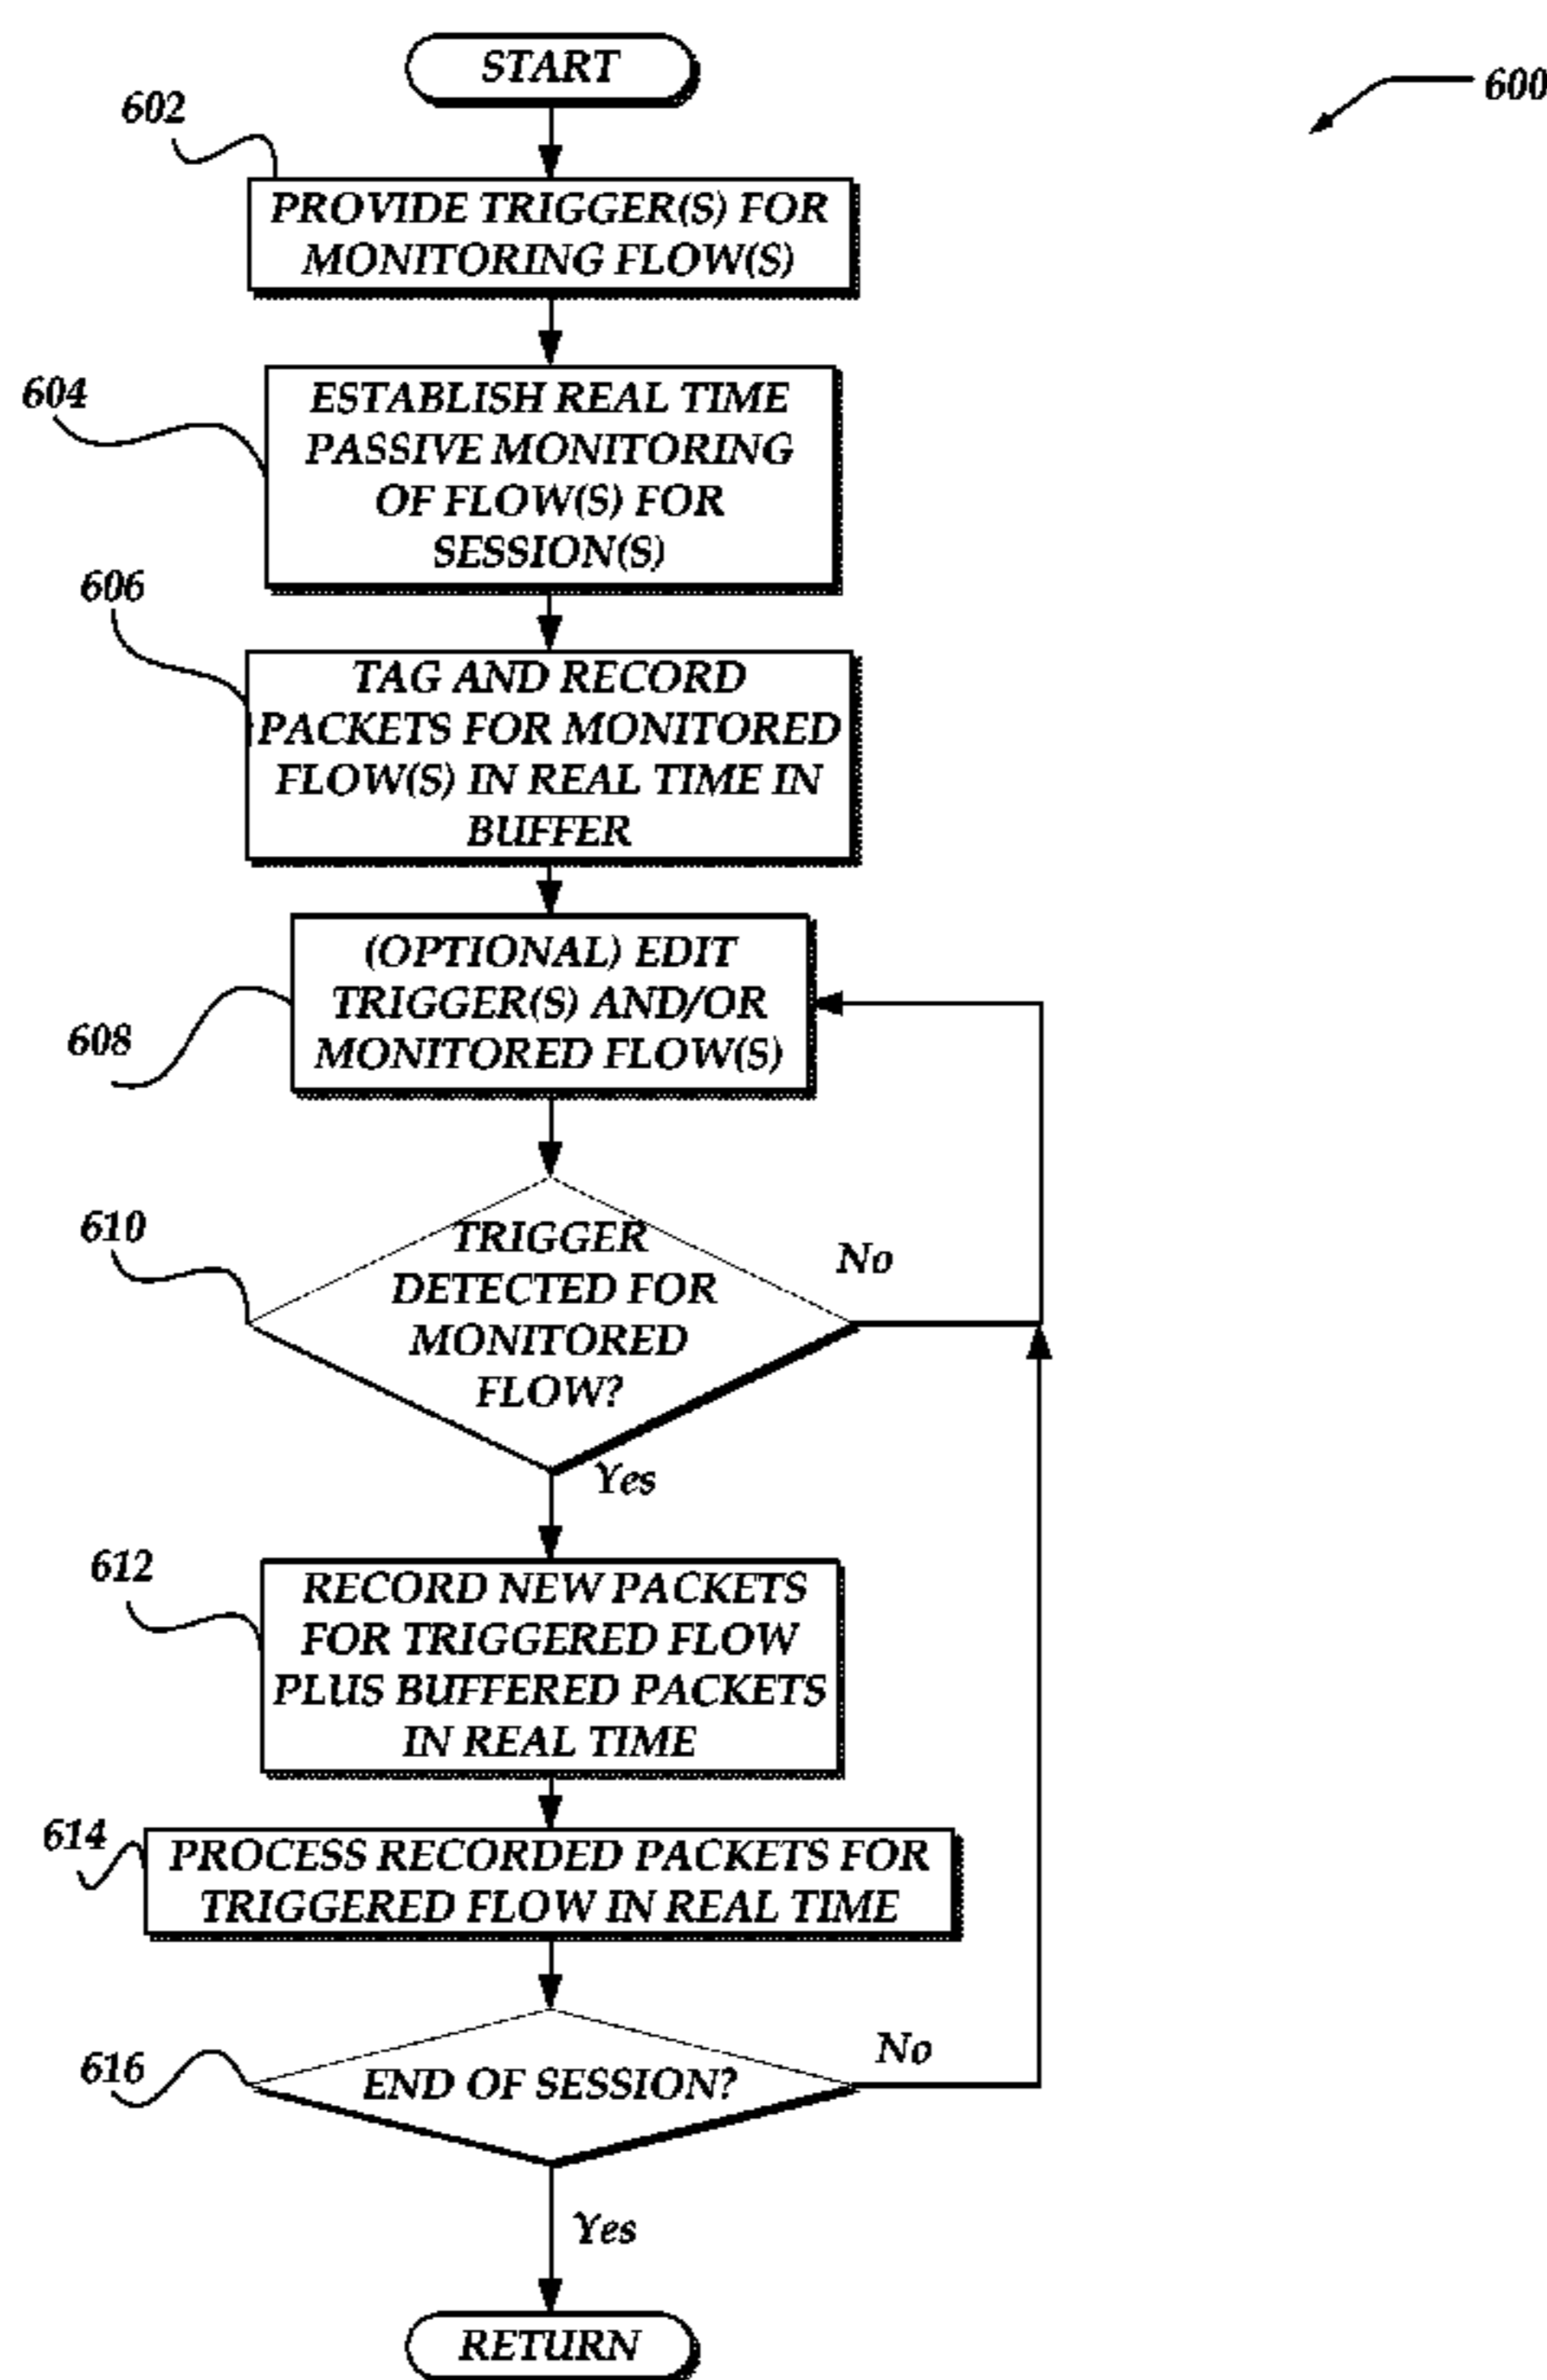 START
600
602
PROVIDE TRIGGER(S) FOR
MONITORING FLOW(S)
604
ESTABLISH REAL TIME
PASSIVE MONITORING
OF FLOW(S) FOR
SESSION(S)
606
TAG AND RECORD
PACKETS FOR MONITORED
FLOW(S) IN REAL TIME IN
BUFFER
608
(OPTIONAL) EDIT
TRIGGER(S) AND/OR
MONITORED FLOW(S)
610
TRIGGER
DETECTED FOR
MONITORED
FLOW?
No
Yes
612
RECORD NEW PACKETS
FOR TRIGGERED FLOW
PLUS BUFFERED PACKETS
IN REAL TIME
614
PROCESS RECORDED PACKETS FOR
TRIGGERED FLOW IN REAL TIME
616
END OF SESSION?
No
Yes
RETURN